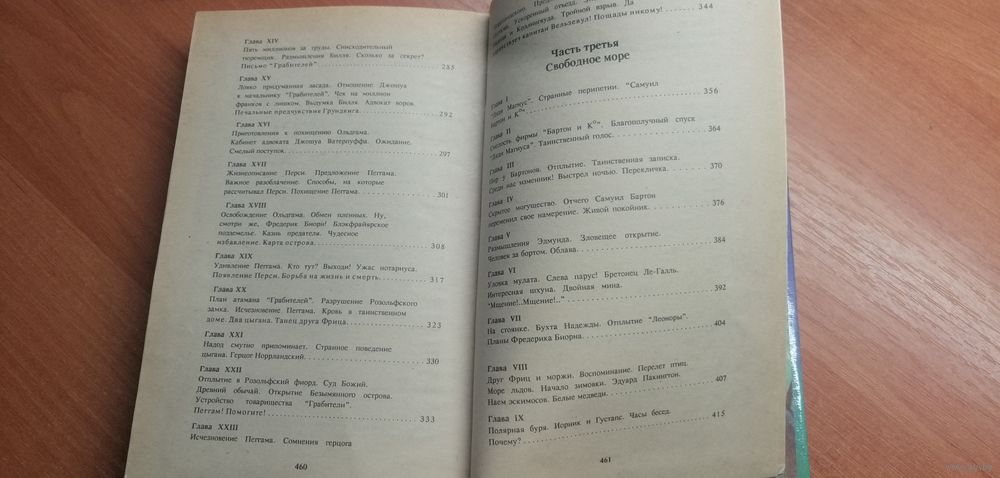 Глава XIV
Пять миллионов за труды. Снисходительный
тюремщик. Размышления Билля. Сколько за секрет?
Письмо "Грабителей". 285
Глава XV
Ловко придуманная засада. Отношение Джошуа
к начальнику "Грабителей". Чек на миллион
франков с лишком. Выдумка Билля. Адвокат воров.
Печальные предчувствия Грундвига. 292
Глава XVI
Приготовления к похищению Ольдгама.
Кабинет адвоката Джошуа Ватерпуффа. Ожидание.
Смелый поступок. 297
Глава XVII
Жизнеописание Перси. Предложение Пеггама.
Важное разоблачение. Способы, на которые
рассчитывал Перси. Похищение Пеггама. 301
Глава XVIII
Освобождение Ольдгама. Обмен пленных. Ну,
смотри же, Фредерик Биорн! Блокфрайярское
подземелье. Казнь предателя. Чудесное
избавление. Карта острова. 308
Глава XIX
Удивление Пеггама. Кто тут? Выходи! Ужас нотариуса.
Появление Перси. Борьба на жизнь и смерть. 317
Глава XX
План атамана "Грабителей". Разрушение Розольфского
замка. Исчезновение Пеггама. Кровь в таинственном
доме. Два цыгана. Танец друга Фрица. 323
Глава XXI
Надод смутно припоминает. Странное поведение
цыгана. Герцог Норрландский. 330
Глава XXII
Отплытие в Розольфский фиорд. Суд Божий.
Древний обычай. Открытие Безымянного острова.
Устройство товарищества "Грабители".
Пеггам! Помогите! 333
Глава XXIII
Исчезновение Пеггама. Сомнения герцога
460
Ускоренный отъезд.
и Коллингвуда. Тройной взрыв. Да
капитан Вельзевул! Пощады никому! 344
Часть третья
Свободное море
Глава I
"Леди Магнус". Странные перипетии. "Самуил
Бартон и К°". 356
Глава II
Смелость фирмы "Бартон и К°". Благополучный спуск
"Леди Магнуса" Таинственный голос. 364
Глава III
Пир у Бартонов. Отплытие. Таинственная записка.
Среди нас изменник! Выстрел ночью. Перекличка. 370
Глава IV
Скрытое могущество. Отчего Самуил Бартон
переменил свое намерение. Живой покойник. 376
Глава V
Размышления Эдмунда. Зловещее открытие.
Человек за бортом. Облава. 384
Глава VI
Уловка мулата. Слева парус! Бретонец Ле-Галль.
Интересная шхуна. Двойная мина.
"Мщение!..Мщение!.." 392
Глава VII
На стоянке. Бухта Надежды. Отплытие "Леоноры".
Планы Фредерика Биорна. 404
Глава VIII
Друг Фриц и моржи. Воспоминание. Перелет птиц.
Море льдов. Начало зимовки. Эдуард Пакингтон.
Наем эскимосов. Белые медведи. 407
Глава IX
Полярная буря. Иорник и Густапс. Часы бесед.
Почему? 415
461